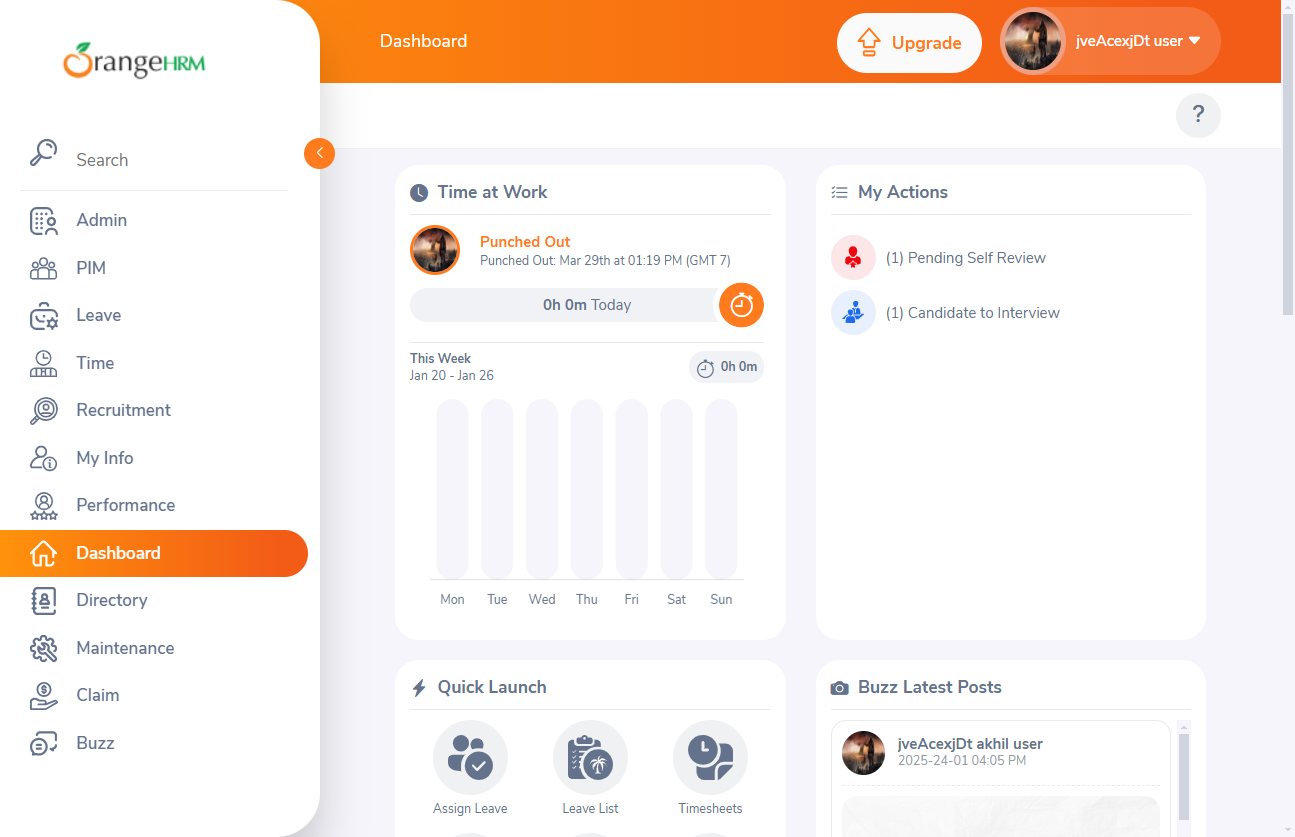 OrangeHRM
Search
Admin
PIM
Leave
Time
Recruitment
My Info
Performance
Dashboard
Directory
Maintenance
Claim
Buzz
Dashboard
Upgrade
jveAcexjDt user
?
Time at Work
Punched Out
Punched Out: Mar 29th at 01:19 PM (GMT 7)
0h 0m Today
This Week
Jan 20 - Jan 26
0h 0m
Mon Tue Wed Thu Fri Sat Sun
My Actions
(1) Pending Self Review
(1) Candidate to Interview
Quick Launch
Assign Leave
Leave List
Timesheets
Buzz Latest Posts
jveAcexjDt akhil user
2025-24-01 04:05 PM